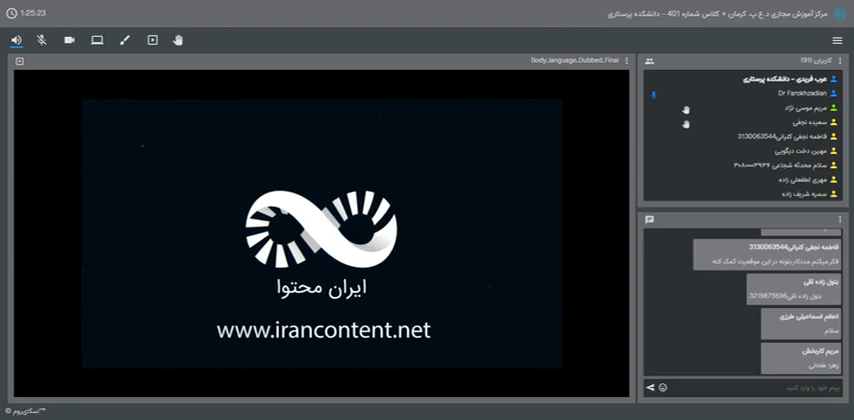 1:25:23
مرکز آموزش مجازی د.ع.پ. کرمان » کلاس شماره 401 - دانشکده پرستاری
Body_language_Dubbed_Final
ایران محتوا
www.irancontent.net
کاربران 199
عرب فریدی - دانشکده پرستاری
Dr Farokhzadian
مریم موسی نژاد
سعیده نجفی
فاطمه نجفی کلیانی3130063544
مهین دخت دیگویی
سلام محدثه شجاعی ۳۰۸۰۰۰۳۹۳۶
مهری لطفعلی زاده
سمیه شریف زاده
فاطمه نجفی کلیانی3130063544
فکر میکنم مددکار بتونه در این موقعیت کمک کنه
بتول زاده تقی
بتول زاده تقی3219875696
اعظم اسماعیلی طرزی
سلام
مریم کاربخش
زهرا طحانی
پیام خود را وارد کنید
© اسکای‌روم™